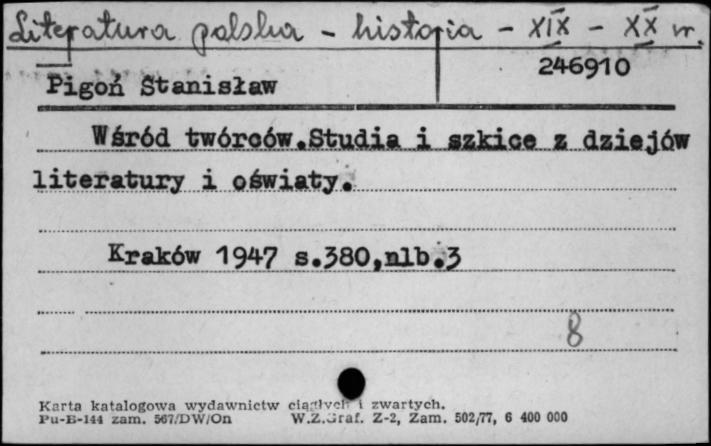 Literatura polska - historia - XIX - XX w.
246910
Pigoń Stanisław
Wśród twórców.Studia i szkice z dziejów
literatury i oświaty.
Kraków 1947 s.380,nlb.3
8
Karta katalogowa wydawnictw ciągłych i zwartych.
Pu-B-144 zam. 567/DW/On W.Z.Graf. Z-2, Zam. 502/77, 6 400 000